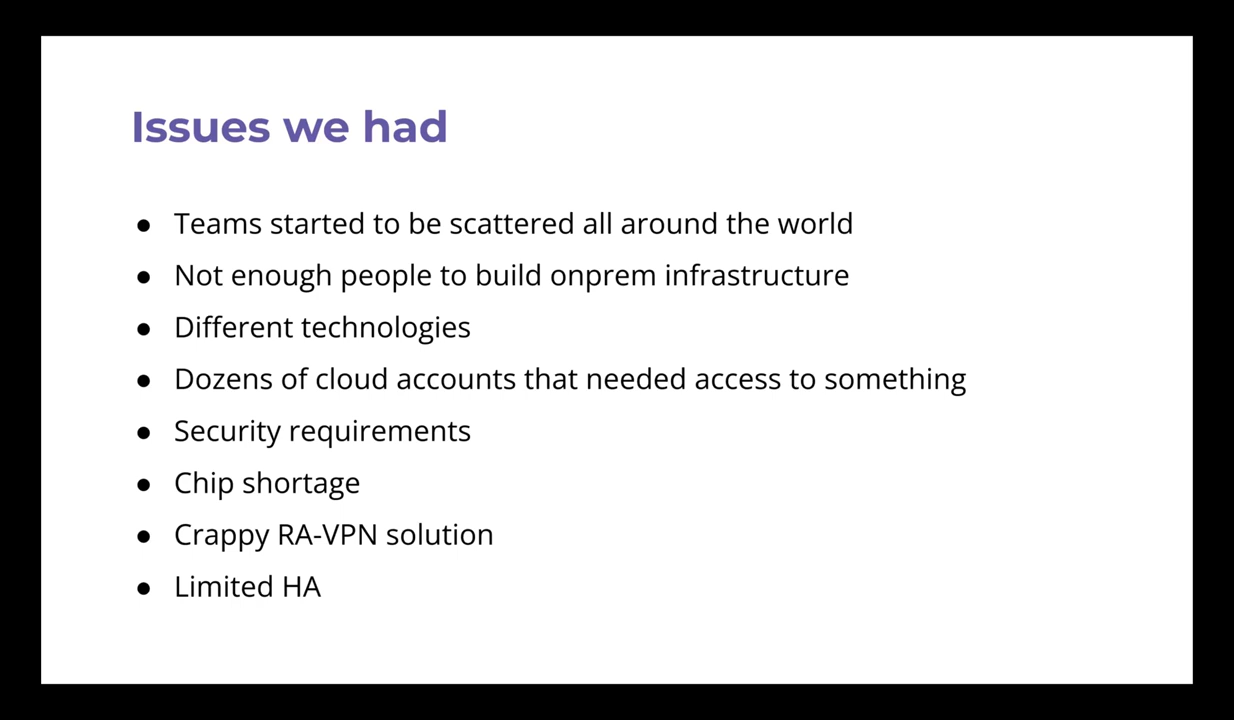 Issues we had
● Teams started to be scattered all around the world
● Not enough people to build onprem infrastructure
● Different technologies
● Dozens of cloud accounts that needed access to something
● Security requirements
● Chip shortage
● Crappy RA-VPN solution
● Limited HA